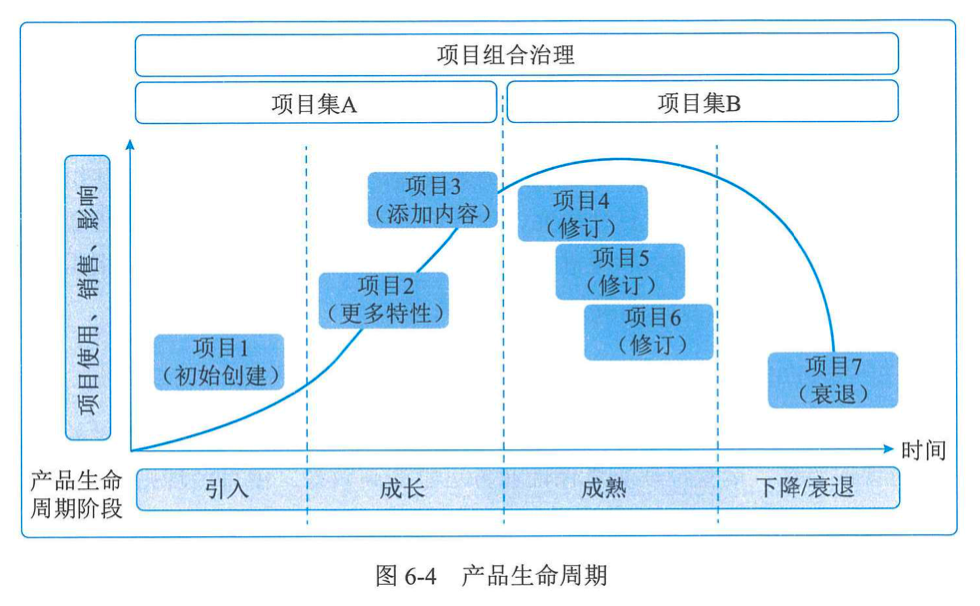 项目组合治理
项目集A
项目集B
项目使用、销售、影响
项目1
（初始创建）
项目2
（更多特性）
项目3
（添加内容）
项目4
（修订）
项目5
（修订）
项目6
（修订）
项目7
（衰退）
时间
产品生命
周期阶段
引入
成长
成熟
下降/衰退
图 6-4 产品生命周期